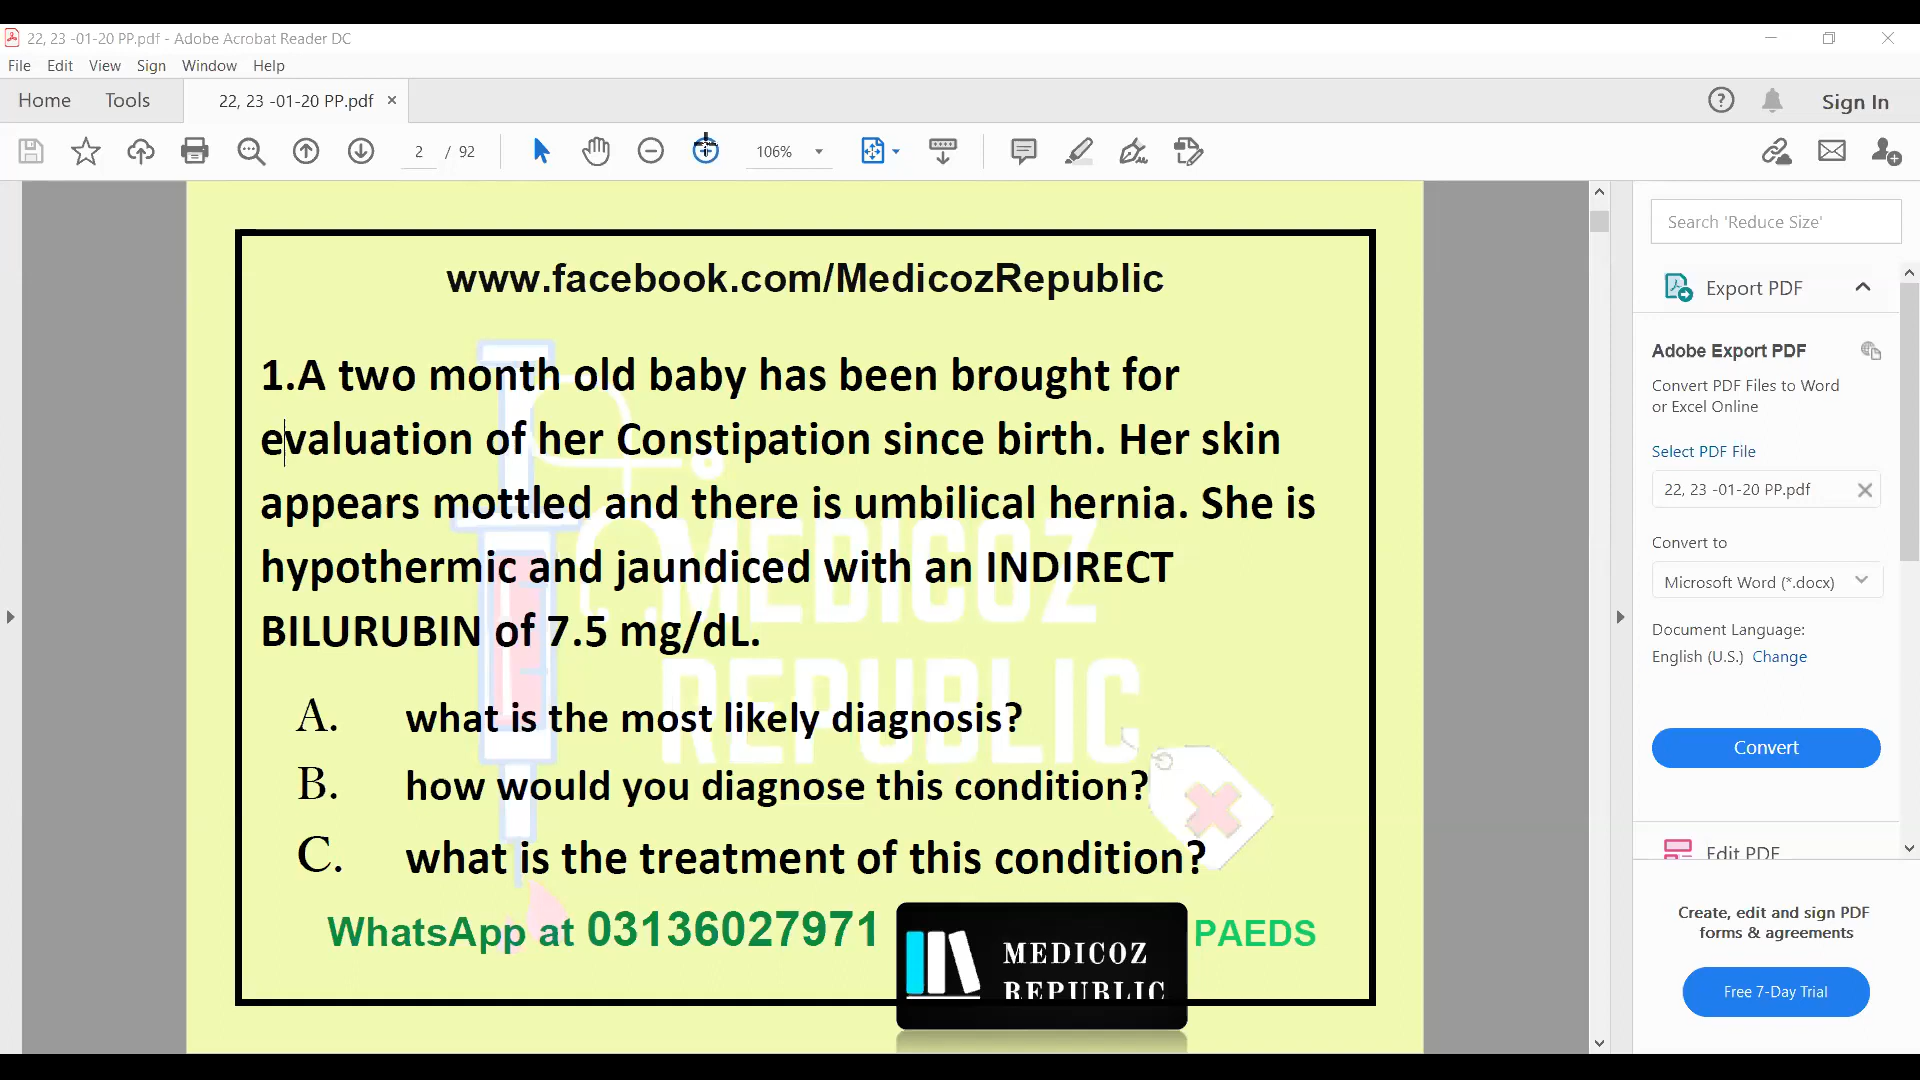 22, 23 -01-20 PP.pdf - Adobe Acrobat Reader DC
File Edit View Sign Window Help
Home Tools 22, 23 -01-20 PP.pdf × Sign In
2 / 92 106%
www.facebook.com/MedicozRepublic
1.A two month old baby has been brought for
evaluation of her Constipation since birth. Her skin
appears mottled and there is umbilical hernia. She is
hypothermic and jaundiced with an INDIRECT
BILURUBIN of 7.5 mg/dL.
A. what is the most likely diagnosis?
B. how would you diagnose this condition?
C. what is the treatment of this condition?
WhatsApp at 03136027971
MEDICOZ
REPUBLIC
PAEDS
MEDICOZ
REPUBLIC
Search 'Reduce Size'
Export PDF
Adobe Export PDF
Convert PDF Files to Word
or Excel Online
Select PDF File
22, 23 -01-20 PP.pdf
Convert to
Microsoft Word (*.docx)
Document Language:
English (U.S.) Change
Convert
Edit PDF
Create, edit and sign PDF
forms & agreements
Free 7-Day Trial